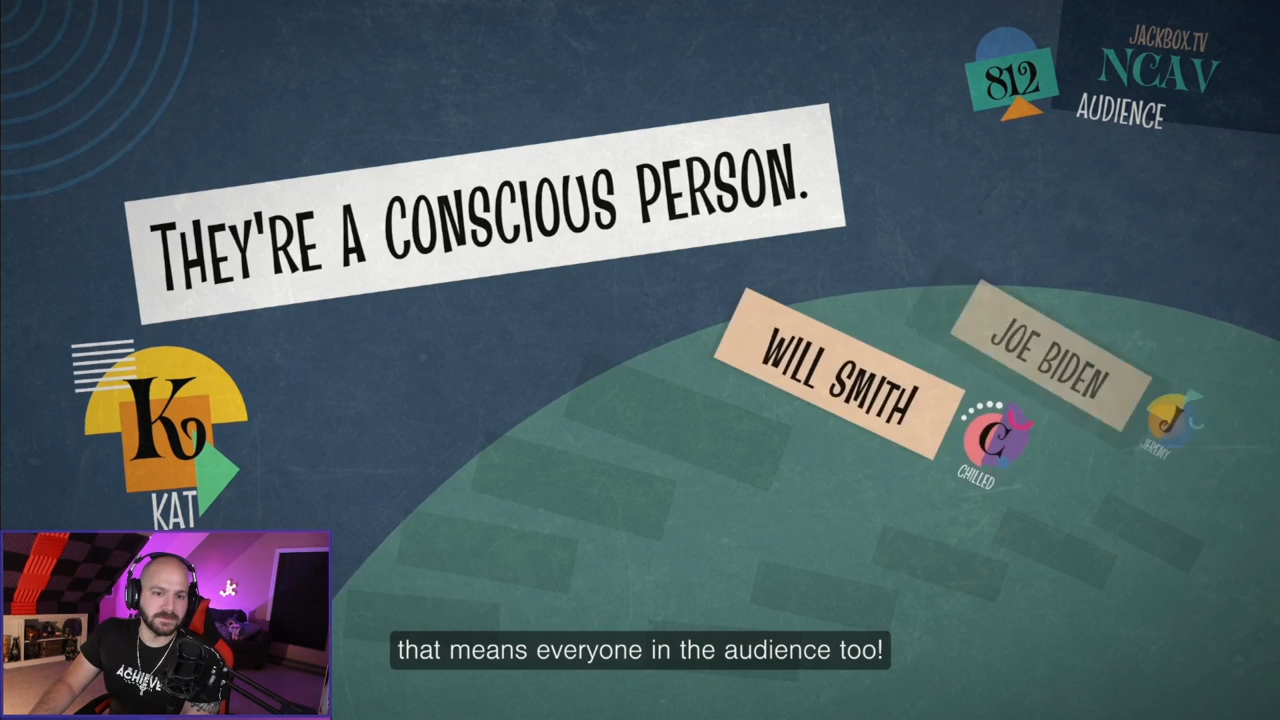 JACKBOX.TV
NCAV
812
AUDIENCE
THEY'RE A CONSCIOUS PERSON.
JOE BIDEN
WILL SMITH
J
JEREMY
C
CHILLED
K
KAT
ACHIEVE
that means everyone in the audience too!